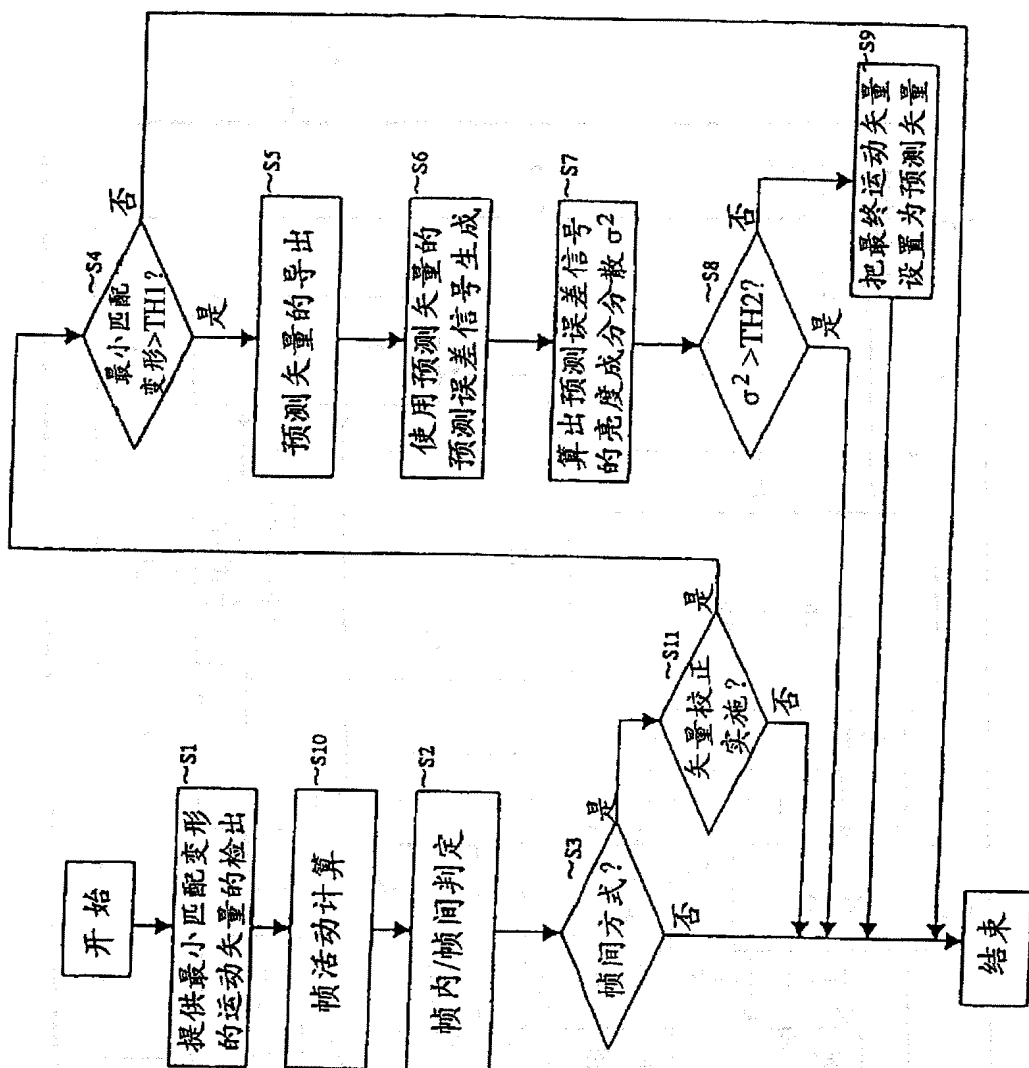 开始
~S1
提供最小匹配变形
的运动矢量的检出
~S10
帧活动计算
~S2
帧内/帧间判定
~S3
帧间方式?
是
否
~S11
矢量校正
实施?
是
否
~S4
最小匹配
变形>TH1?
否
是
~S5
预测矢量的导出
~S6
使用预测矢量的
预测误差信号生成
~S7
算出预测误差信号
的亮度成分分散σ²
~S8
σ²>TH2?
否
是
~S9
把最终运动矢量
设置为预测矢量
结束